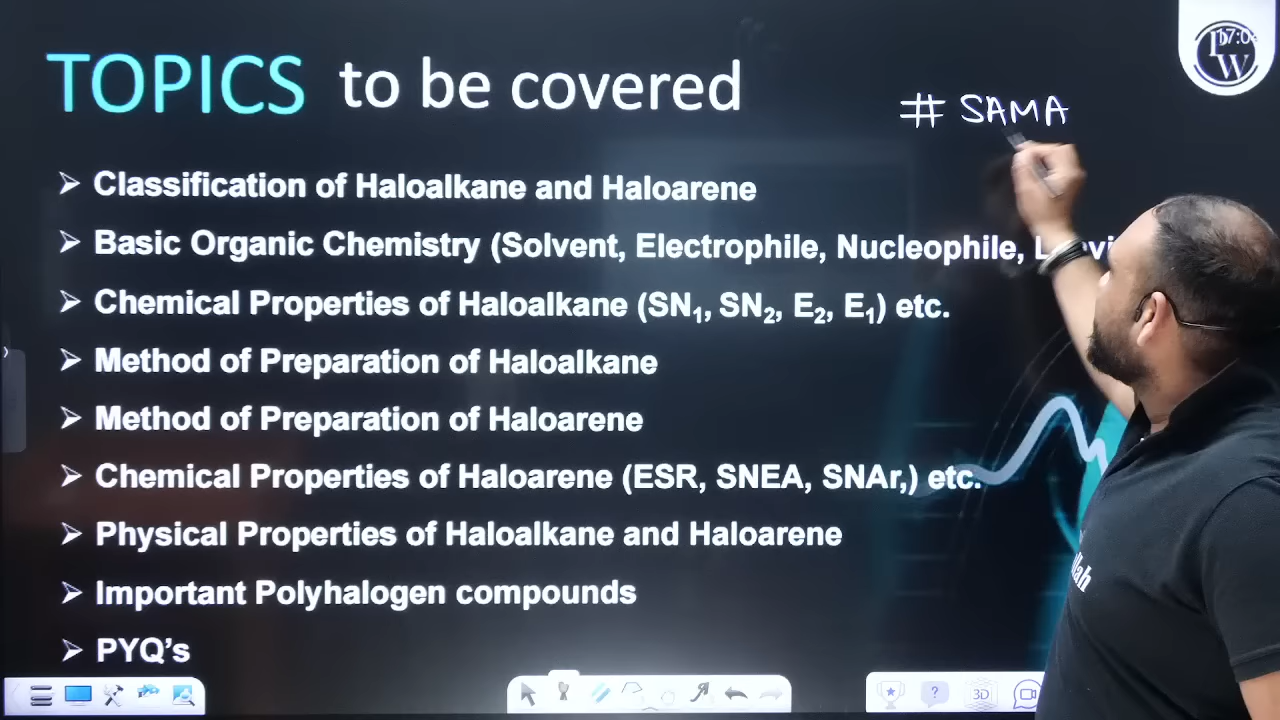 TOPICS to be covered
# SAMA
➢ Classification of Haloalkane and Haloarene
➢ Basic Organic Chemistry (Solvent, Electrophile, Nucleophile,
➢ Chemical Properties of Haloalkane (SN₁, SN₂, E₂, E₁) etc.
➢ Method of Preparation of Haloalkane
➢ Method of Preparation of Haloarene
➢ Chemical Properties of Haloarene (ESR, SNEA, SNAr,) etc.
➢ Physical Properties of Haloalkane and Haloarene
➢ Important Polyhalogen compounds
➢ PYQ’s
3D